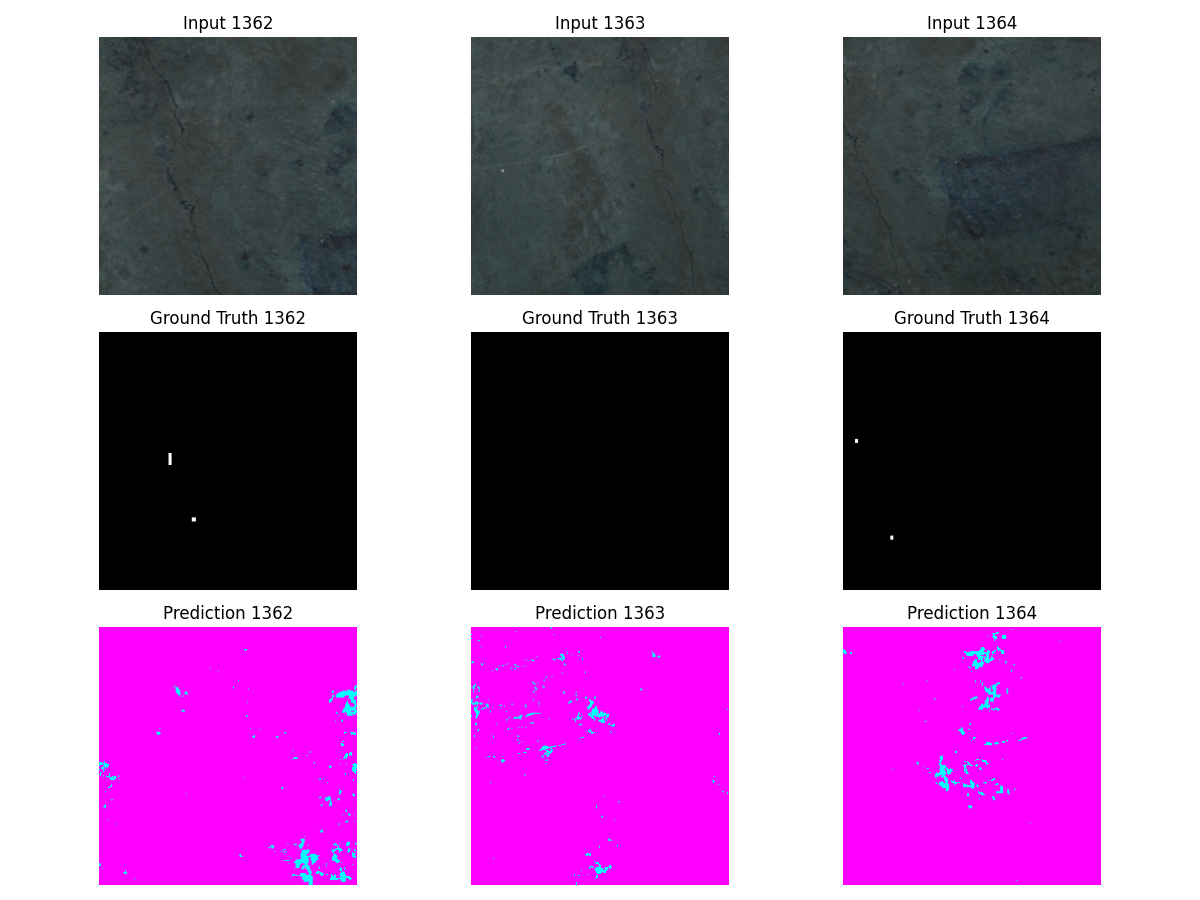 Input 1362
Input 1363
Input 1364
Ground Truth 1362
Ground Truth 1363
Ground Truth 1364
Prediction 1362
Prediction 1363
Prediction 1364